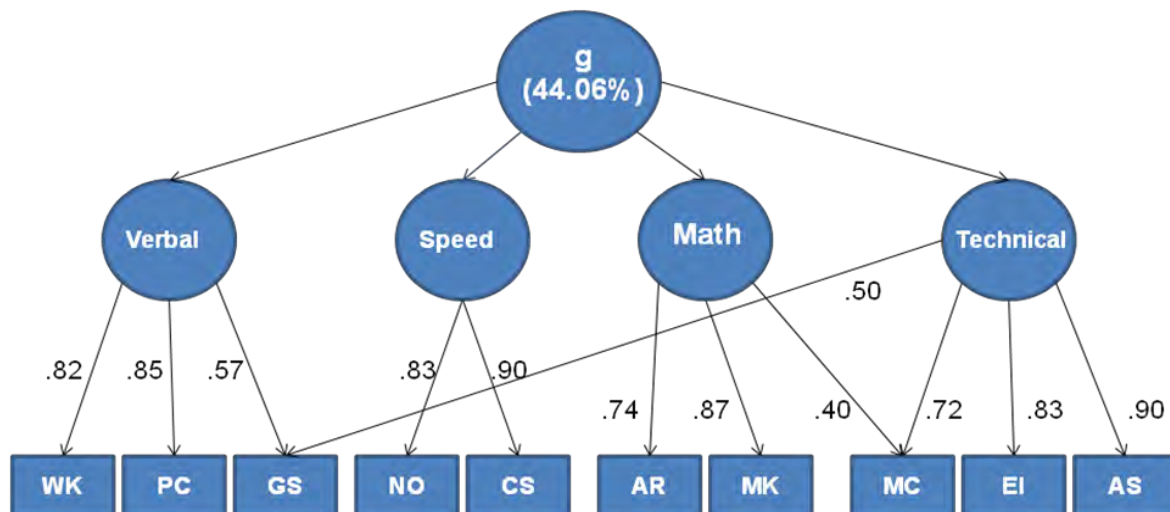 g
(44.06%)
Verbal
Speed
Math
Technical
.50
.82
.85
.57
.83
.90
.74
.87
.40
.72
.83
.90
WK
PC
GS
NO
CS
AR
MK
MC
EI
AS